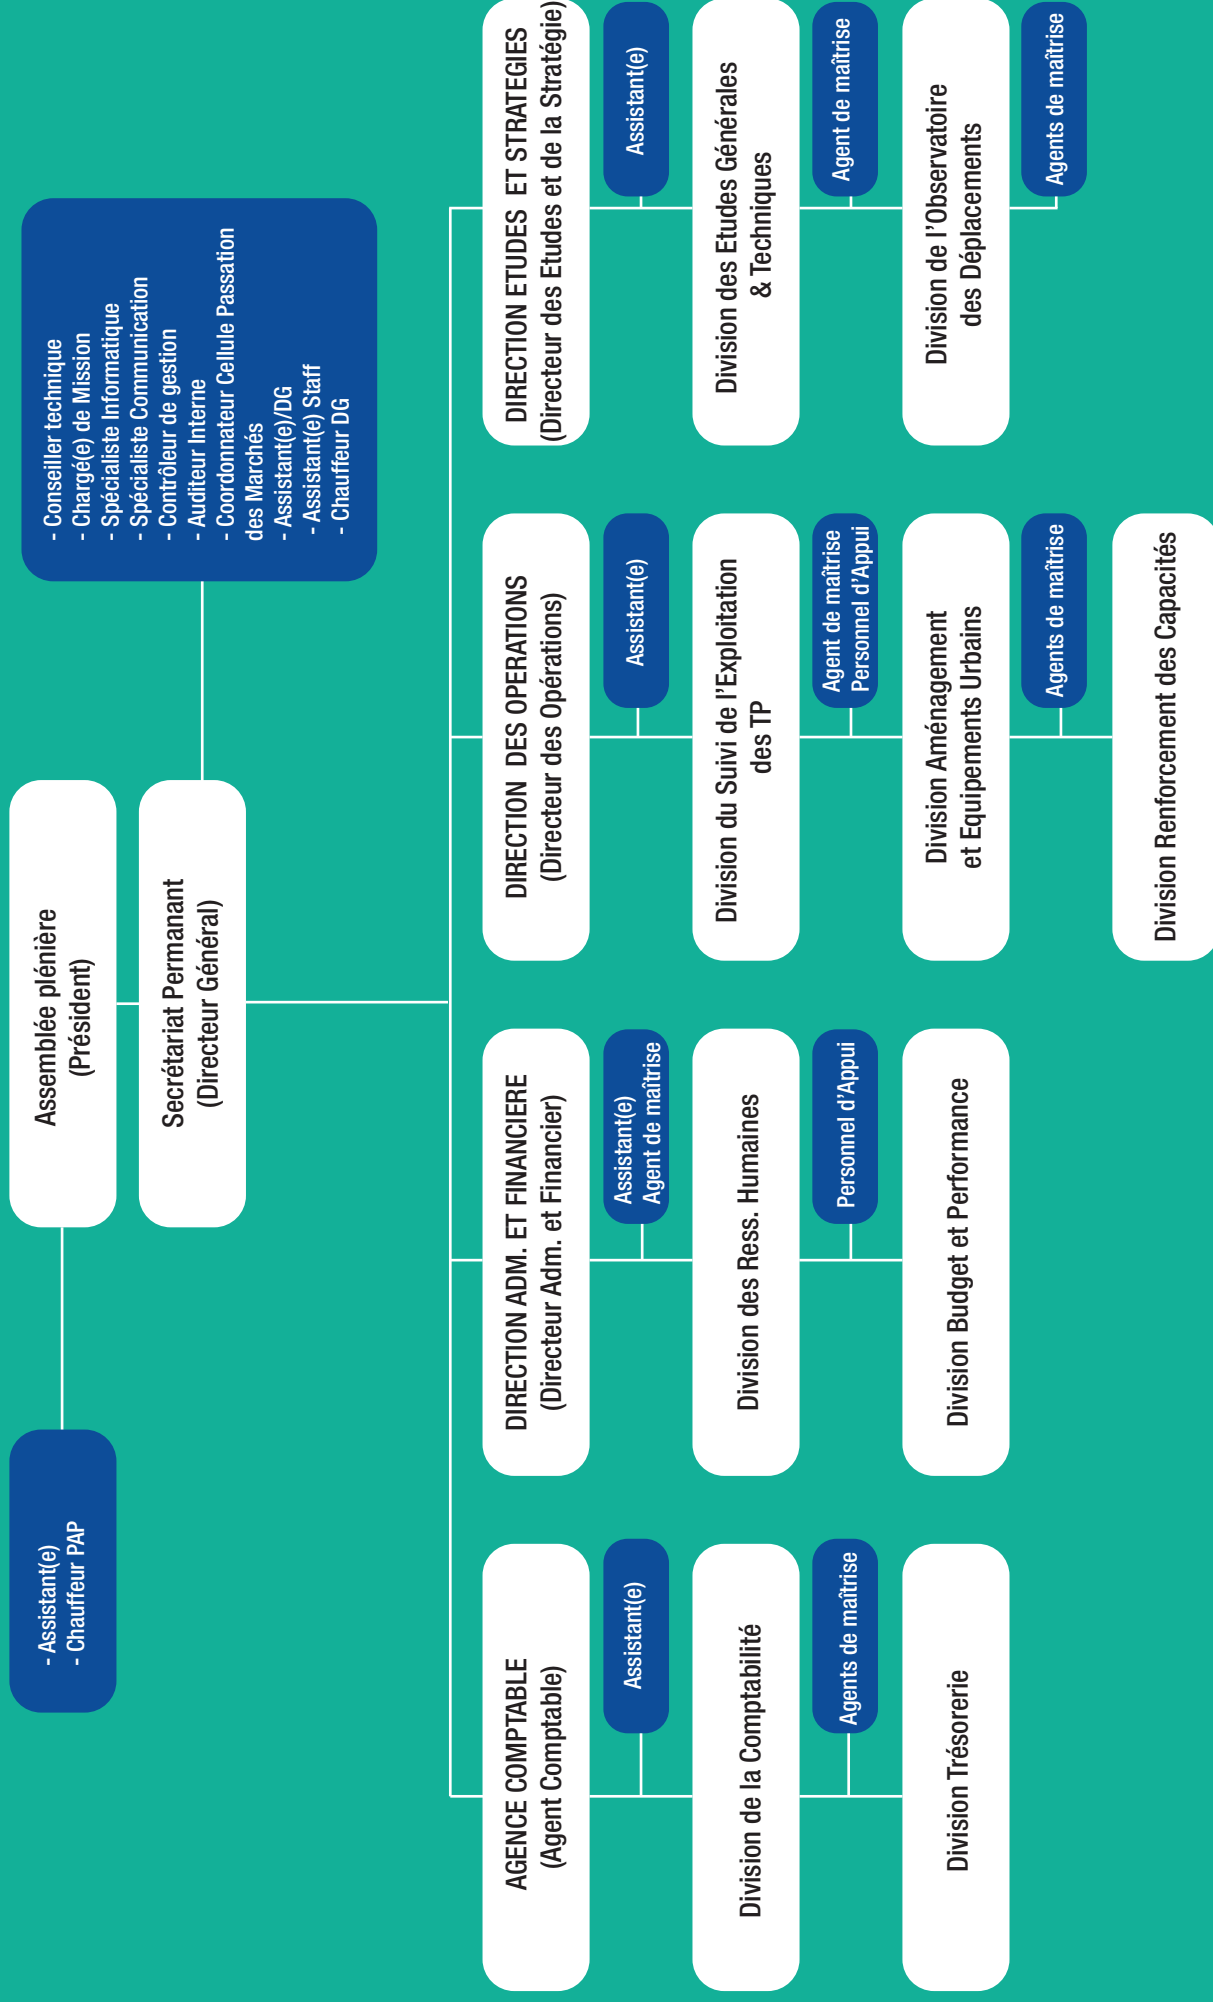 Assemblée plénière
(Président)
- Assistant(e)
- Chauffeur PAP
Secrétariat Permanant
(Directeur Général)
- Conseiller technique
- Chargé(e) de Mission
- Spécialiste Informatique
- Spécialiste Communication
- Contrôleur de gestion
- Auditeur Interne
- Coordonnateur Cellule Passation
des Marchés
- Assistant(e)/DG
- Assistant(e) Staff
- Chauffeur DG
AGENCE COMPTABLE
(Agent Comptable)
Assistant(e)
Division de la Comptabilité
Agents de maîtrise
Division Trésorerie
DIRECTION ADM. ET FINANCIERE
(Directeur Adm. et Financier)
Assistant(e)
Agent de maîtrise
Division des Ress. Humaines
Personnel d'Appui
Division Budget et Performance
DIRECTION DES OPERATIONS
(Directeur des Opérations)
Assistant(e)
Division du Suivi de l'Exploitation
des TP
Agent de maîtrise
Personnel d'Appui
Division Aménagement
et Equipements Urbains
Agents de maîtrise
Division Renforcement des Capacités
DIRECTION ETUDES ET STRATEGIES
(Directeur des Etudes et de la Stratégie)
Assistant(e)
Division des Etudes Générales
& Techniques
Agent de maîtrise
Division de l'Observatoire
des Déplacements
Agents de maîtrise